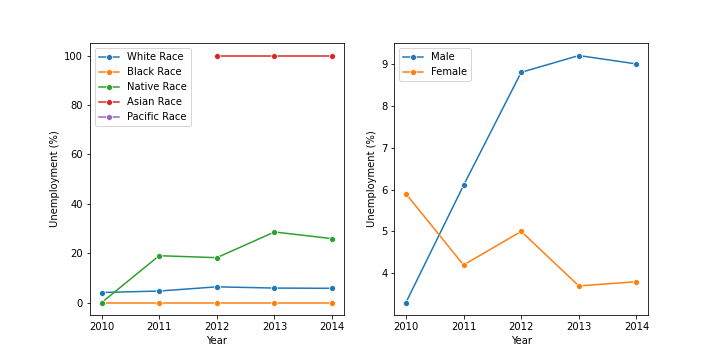 100
80
60
40
20
0
Unemployment (%)
White Race
Black Race
Native Race
Asian Race
Pacific Race
2010 2011 2012 2013 2014
Year
9
8
7
6
5
4
Unemployment (%)
Male
Female
2010 2011 2012 2013 2014
Year